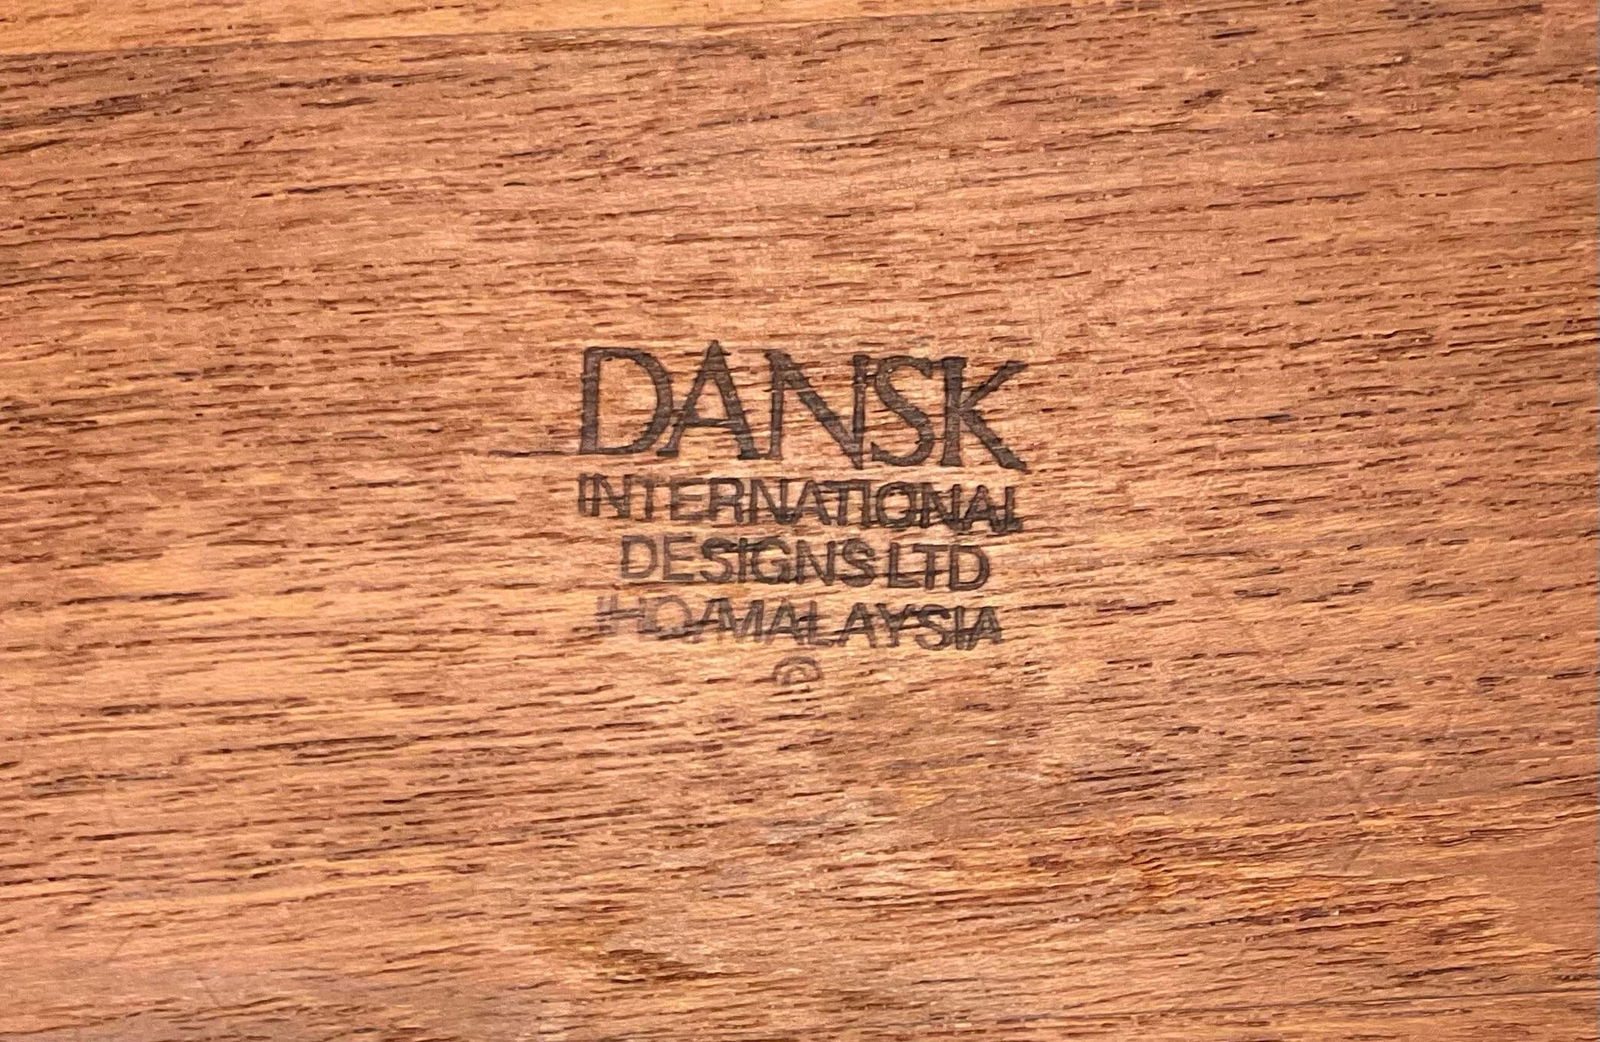 DANSK
INTERNATIONAL
DESIGNS LTD
IHQ/MALAYSIA
©